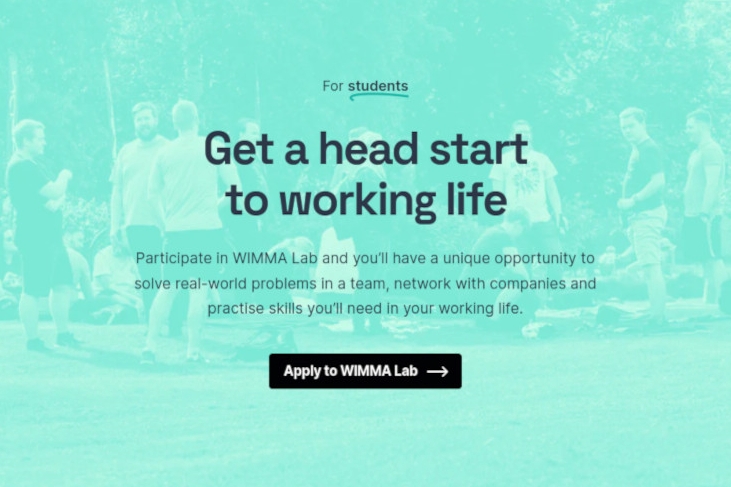 For students
Get a head start
to working life
Participate in WIMMA Lab and you'll have a unique opportunity to
solve real-world problems in a team, network with companies and
practise skills you'll need in your working life.
Apply to WIMMA Lab →